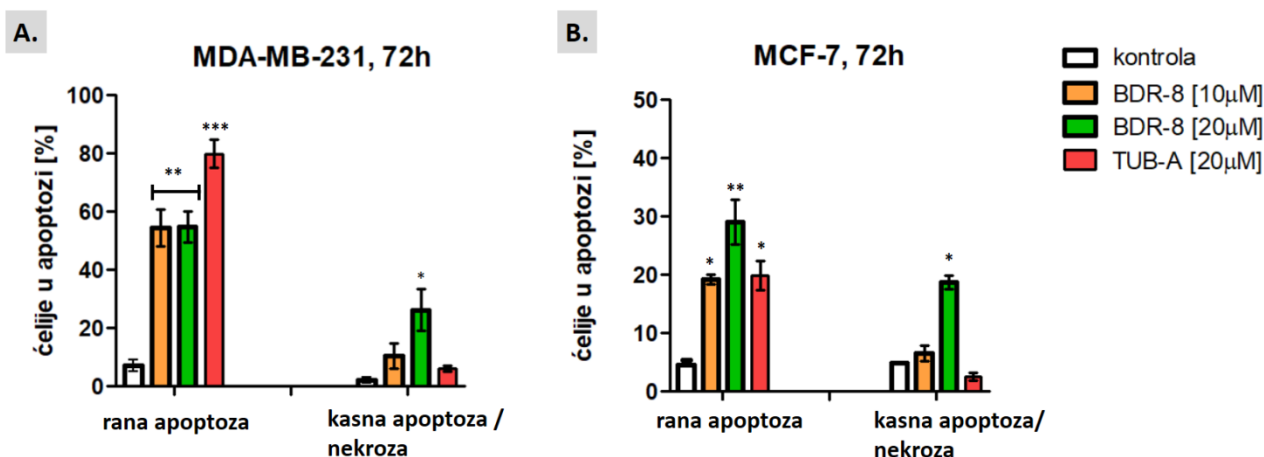 A.
MDA-MB-231, 72h
ćelije u apoptozi [%]
100
80
60
40
20
0
**
***
*
rana apoptoza
kasna apoptoza /
nekroza
B.
MCF-7, 72h
ćelije u apoptozi [%]
50
40
30
20
10
0
*
**
*
*
rana apoptoza
kasna apoptoza/
nekroza
kontrola
BDR-8 [10μM]
BDR-8 [20μM]
TUB-A [20μM]